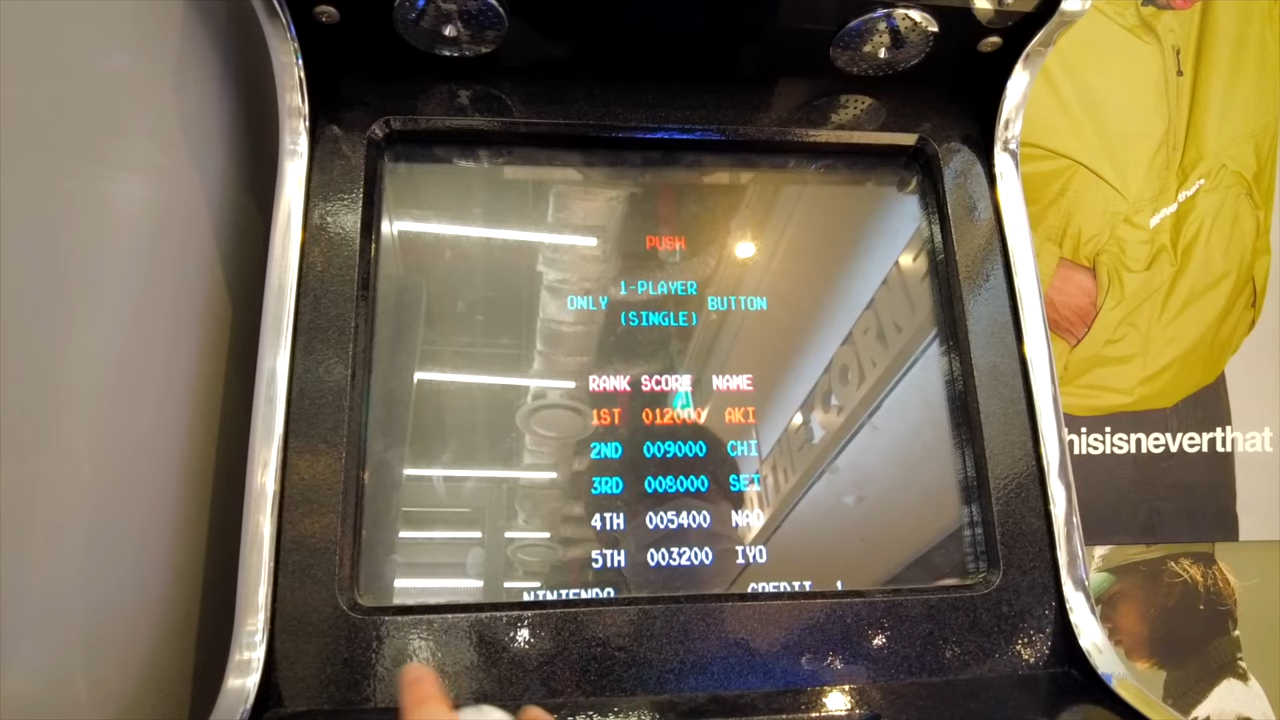 PUSH
ONLY 1-PLAYER BUTTON
(SINGLE)
RANK SCORE NAME
1ST 012000 AKI
2ND 009000 CHI
3RD 008000 SEI
4TH 005400 NAO
5TH 003200 IYO
NINTENDO CREDIT 1
THE CORN
hisisneverthat